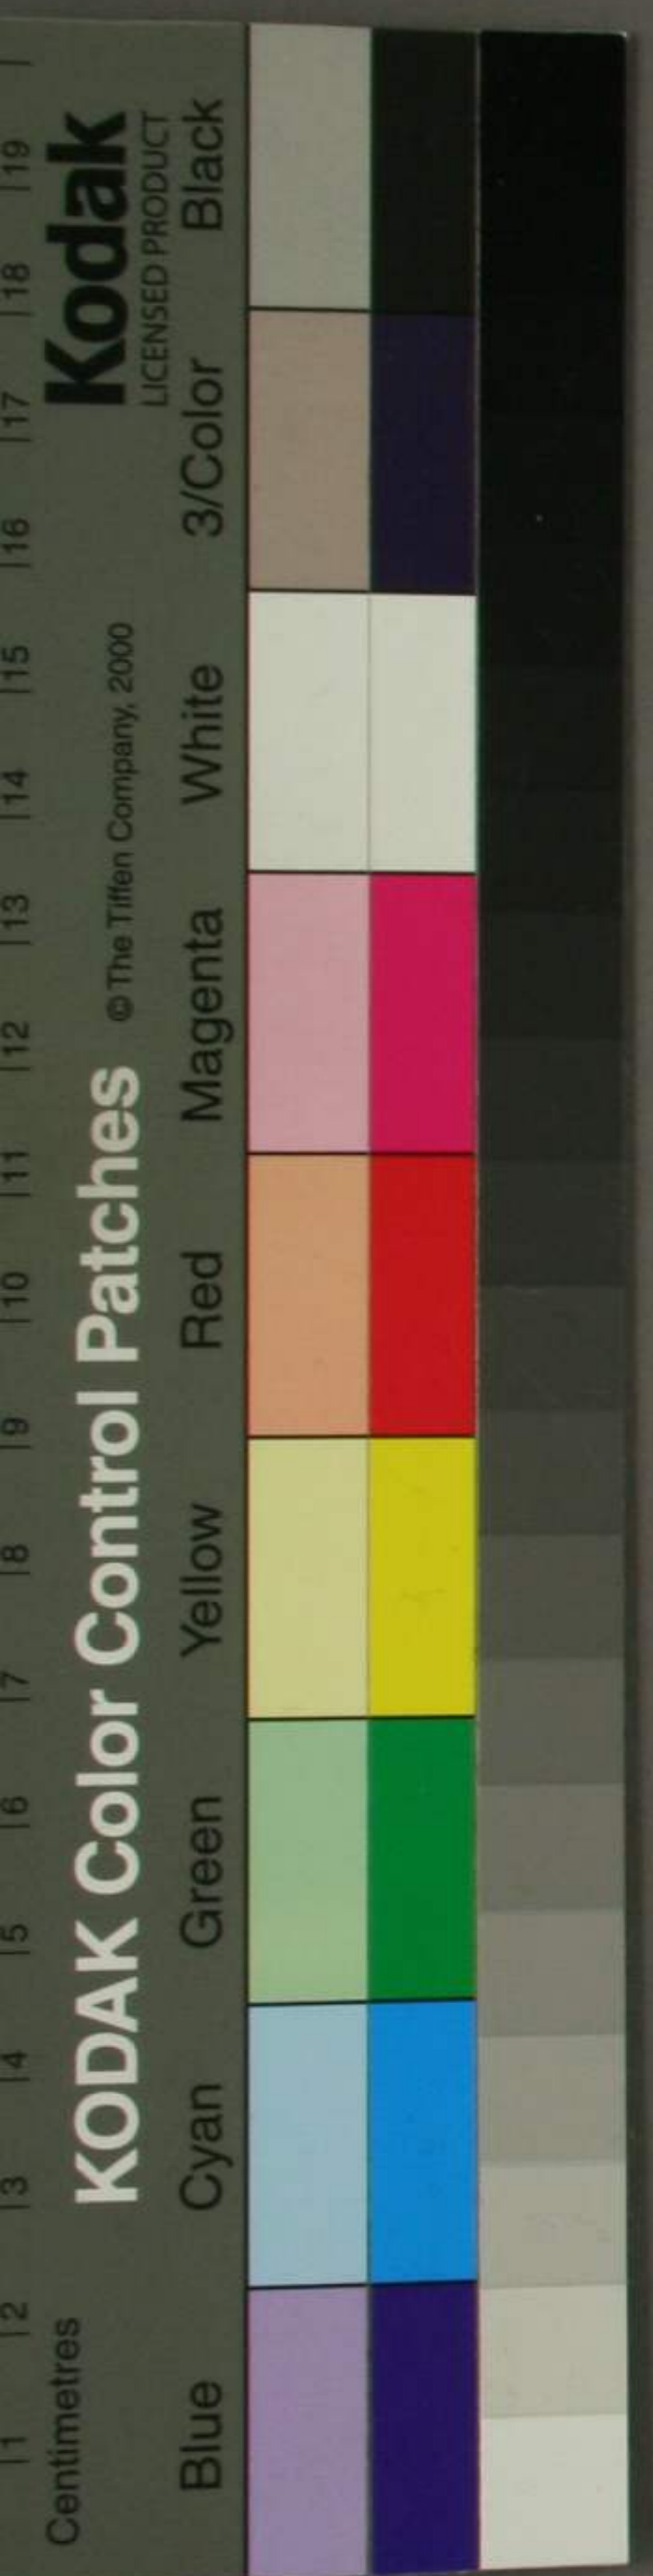 Centimetres
|1 |2 |3 |4 |5 |6 |7 |8 |9 |10 |11 |12 |13 |14 |15 |16 |17 |18 |19 |
KODAK Color Control Patches © The Tiffen Company, 2000
Kodak
LICENSED PRODUCT
Blue Cyan Green Yellow Red Magenta White 3/Color Black